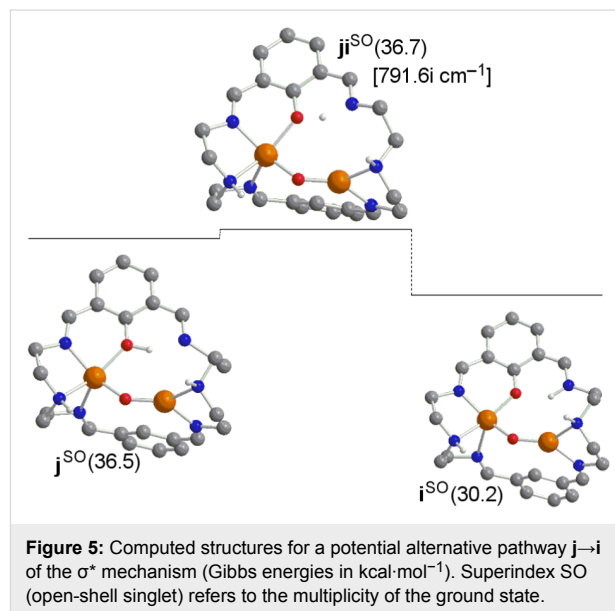 ji^SO(36.7)
[791.6i cm⁻¹]
j^SO(36.5)
i^SO(30.2)
Figure 5: Computed structures for a potential alternative pathway j→i
of the σ* mechanism (Gibbs energies in kcal·mol⁻¹). Superindex SO
(open-shell singlet) refers to the multiplicity of the ground state.